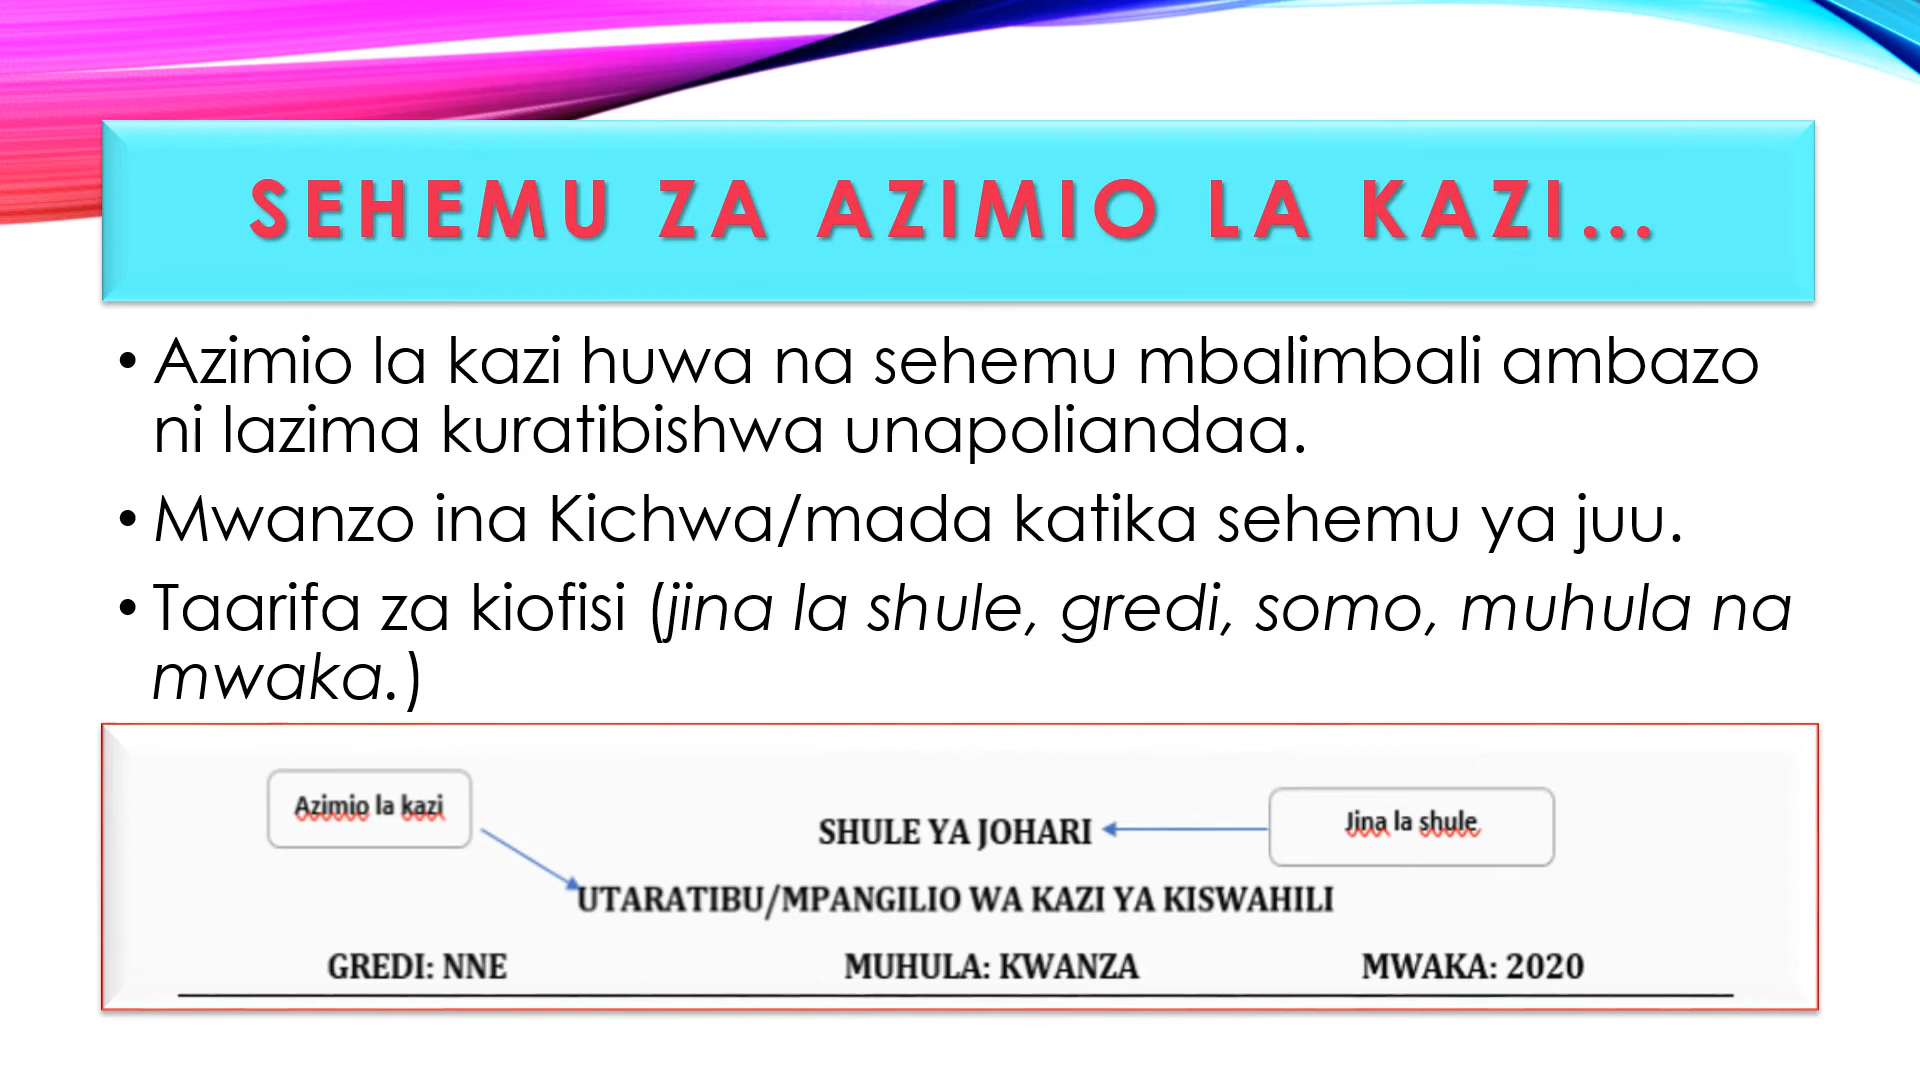 SEHEMU ZA AZIMIO LA KAZI...
• Azimio la kazi huwa na sehemu mbalimbali ambazo
ni lazima kuratibishwa unapoliandaa.
• Mwanzo ina Kichwa/mada katika sehemu ya juu.
• Taarifa za kiofisi (jina la shule, gredi, somo, muhula na
mwaka.)
Azimio la kazi
SHULE YA JOHARI
Jina la shule
UTARATIBU/MPANGILIO WA KAZI YA KISWAHILI
GREDI: NNE MUHULA: KWANZA MWAKA: 2020